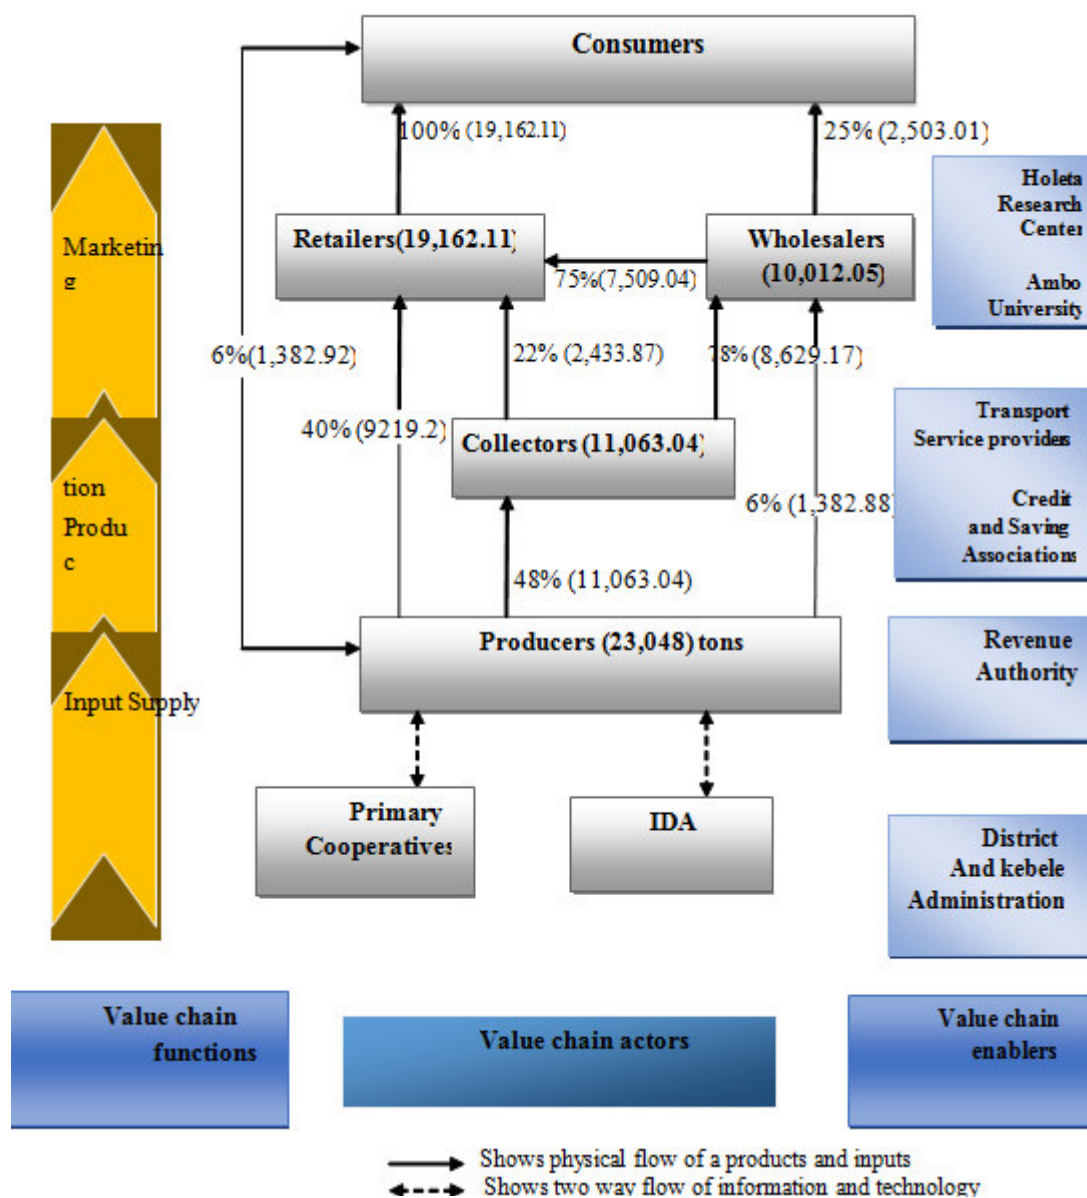 Consumers
100% (19,162.11)
25% (2,503.01)
Holeta
Research
Center
Ambo
University
Marketin
g
Retailers(19,162.11)
Wholesalers
(10,012.05)
75%(7,509.04)
6%(1,382.92)
22% (2,433.87)
78% (8,629.17)
40% (9219.2)
Collectors (11,063.04)
Transport
Service providers
Credit
and Saving
Associations
tion
Produ
c
6% (1,382.88)
48% (11,063.04)
Producers (23,048) tons
Revenue
Authority
Input Supply
Primary
Cooperatives
IDA
District
And kebele
Administration
Value chain
functions
Value chain actors
Value chain
enablers
Shows physical flow of a products and inputs
Shows two way flow of information and technology